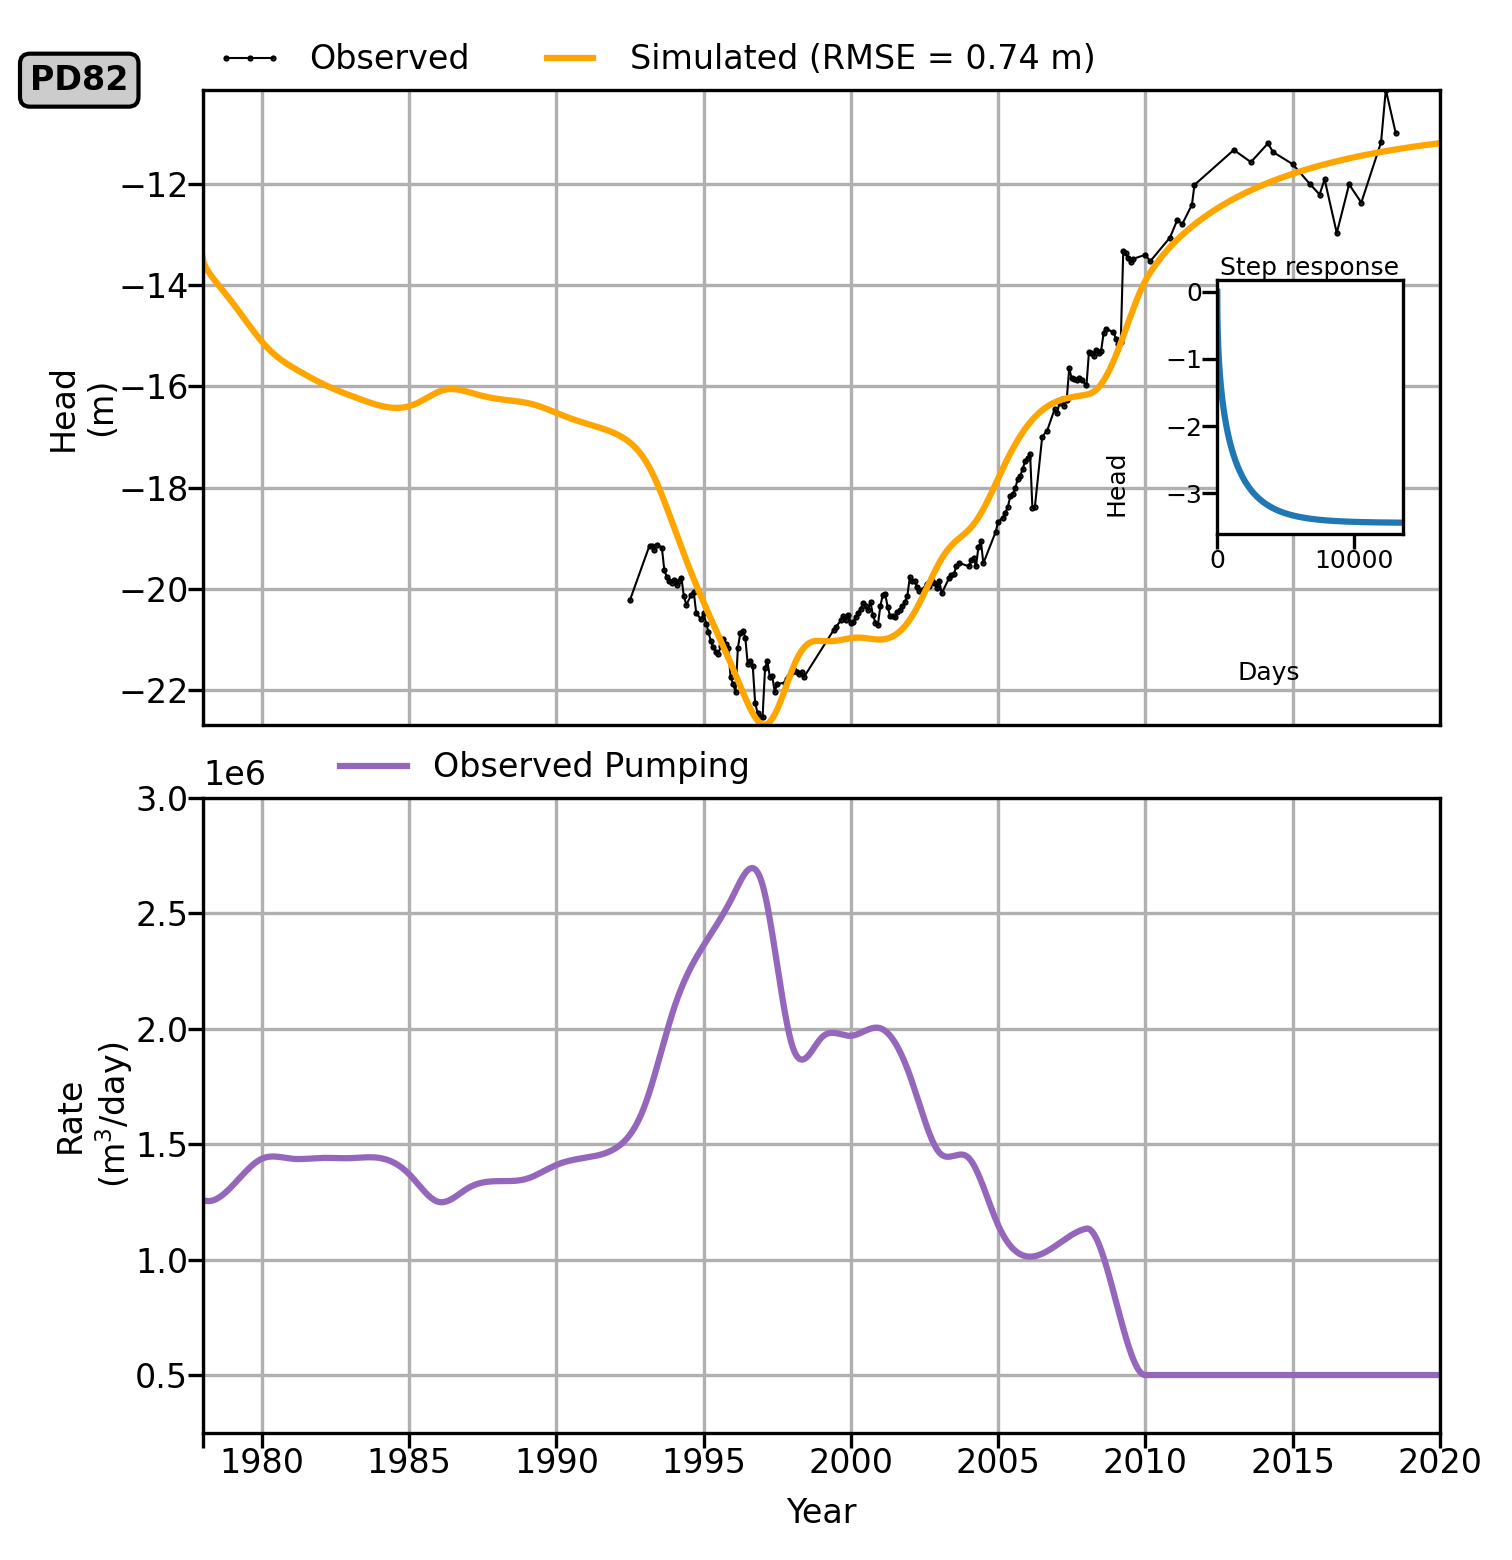 PD82
Observed
Simulated (RMSE = 0.74 m)
Head
(m)
−12
−14
−16
−18
−20
−22
Step response
Head
0
−1
−2
−3
0 10000
Days
1e6
Observed Pumping
Rate
(m³/day)
3.0
2.5
2.0
1.5
1.0
0.5
1980 1985 1990 1995 2000 2005 2010 2015 2020
Year